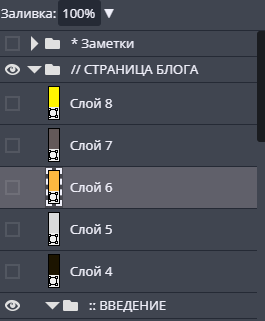 Заливка: 100%
* Заметки
// СТРАНИЦА БЛОГА
Слой 8
Слой 7
Слой 6
Слой 5
Слой 4
:: ВВЕДЕНИЕ